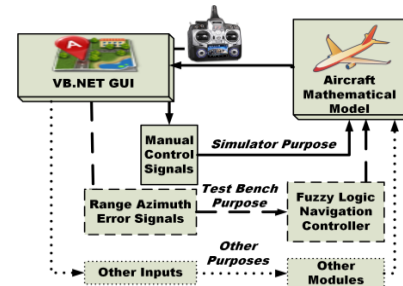 VB.NET GUI
Aircraft
Mathematical
Model
Manual
Control
Signals
Simulator Purpose
Test Bench
Purpose
Range Azimuth
Error Signals
Fuzzy Logic
Navigation
Controller
Other
Purposes
Other Inputs
Other
Modules